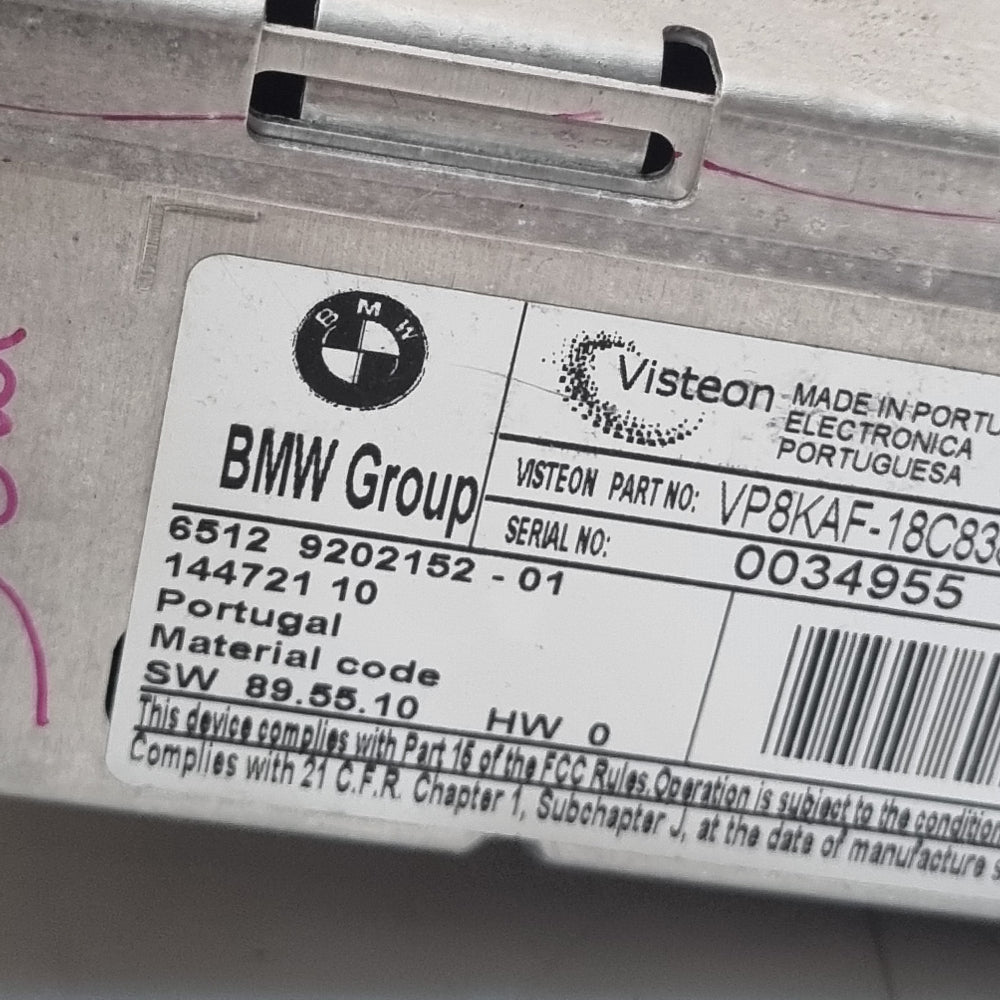 BMW
BMW Group
Visteon
MADE IN PORTU
ELECTRONICA
PORTUGUESA
VISTEON PART NO: VP8KAF-18C83
SERIAL NO: 0034955
6512 9202152 - 01
144721 10
Portugal
Material code
SW 89.55.10 HW 0
This device complies with Part 15 of the FCC Rules. Operation is subject to the condition
Complies with 21 C.F.R. Chapter 1, Subchapter J, at the date of manufacture s